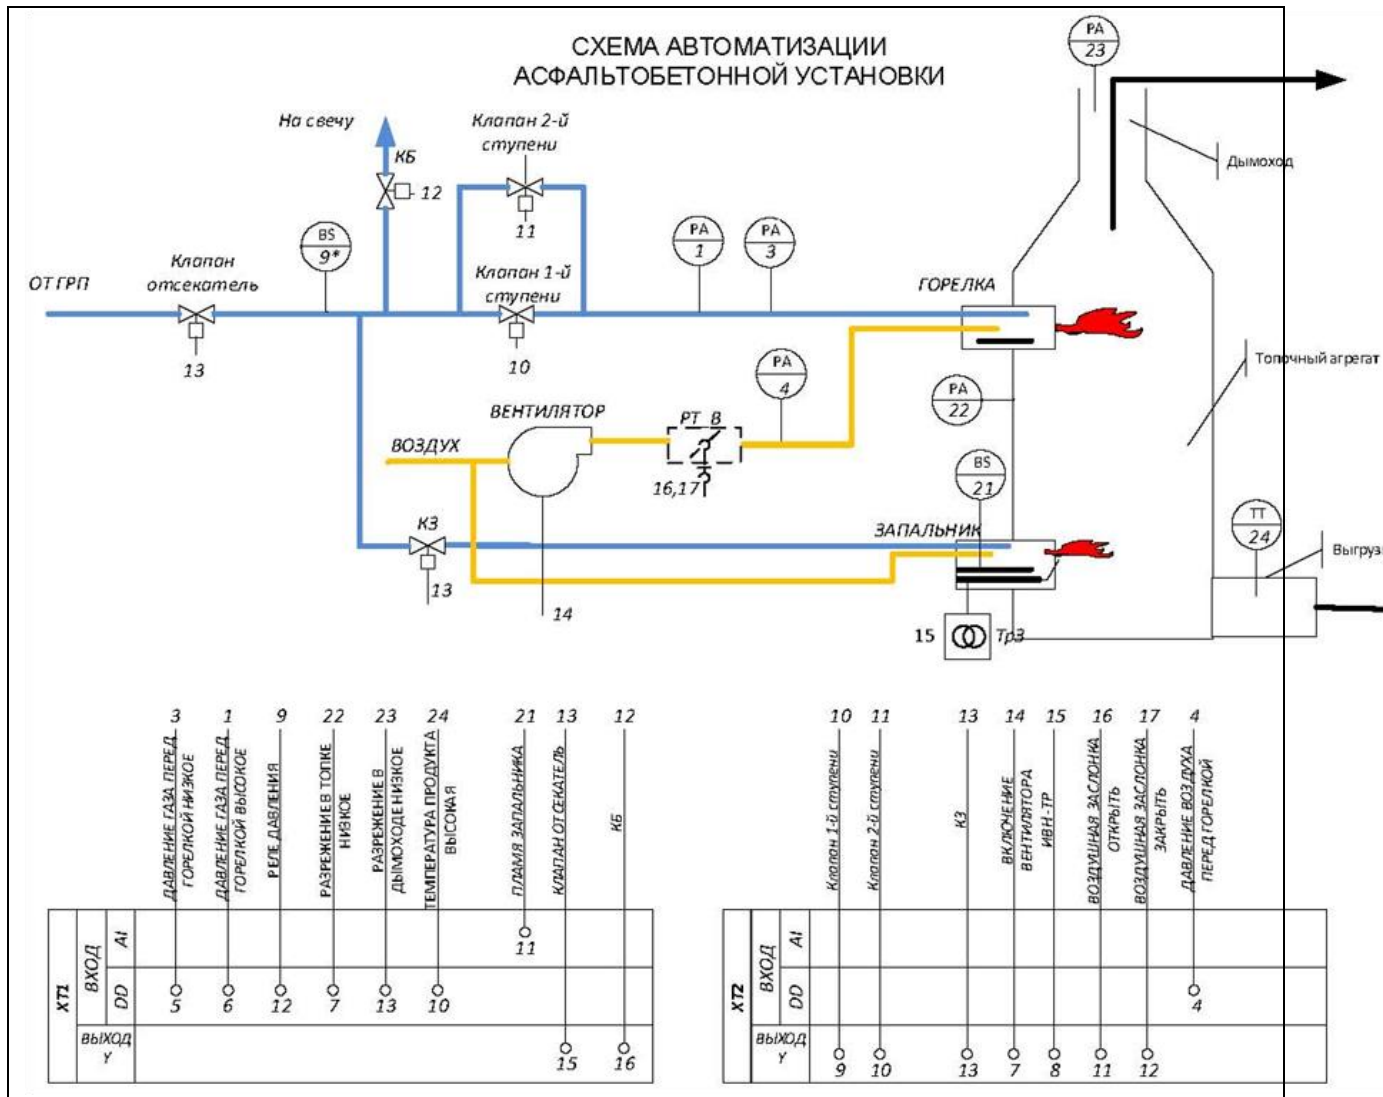 СХЕМА АВТОМАТИЗАЦИИ
АСФАЛЬТОБЕТОННОЙ УСТАНОВКИ
PA
23
На свечу
КБ
12
Клапан 2-й
ступени
11
Дымоход
BS
9*
PA
1
PA
3
ОТ ГРП
Клапан
отсекатель
13
Клапан 1-й
ступени
10
ГОРЕЛКА
Топочный агрегат
PA
4
PA
22
ВЕНТИЛЯТОР
ВОЗДУХ
РТ В
16,17
BS
21
КЗ
13
14
ЗАПАЛЬНИК
ТТ
24
Выгруз
15
ТрЗ
3
1
9
22
23
24
21
13
12
ДАВЛЕНИЕ ГАЗА ПЕРЕД
ГОРЕЛКОЙ НИЗКОЕ
ДАВЛЕНИЕ ГАЗА ПЕРЕД
ГОРЕЛКОЙ ВЫСОКОЕ
РЕЛЕ ДАВЛЕНИЯ
РАЗРЕЖЕНИЕ В ТОПКЕ
НИЗКОЕ
РАЗРЕЖЕНИЕ В
ДЫМОХОДЕ НИЗКОЕ
ТЕМПЕРАТУРА ПРОДУКТА
ВЫСОКАЯ
ПЛАМЯ ЗАПАЛЬНИКА
КЛАПАН ОТСЕКАТЕЛЬ
КБ
XT1
ВХОД
AI
11
DD
5
6
12
7
13
10
ВЫХОД
Y
15
16
10
11
13
14
15
16
17
4
Клапан 1-й ступени
Клапан 2-й ступени
КЗ
ВКЛЮЧЕНИЕ
ВЕНТИЛЯТОРА
ИВН-ТР
ВОЗДУШНАЯ ЗАСЛОНКА
ОТКРЫТЬ
ВОЗДУШНАЯ ЗАСЛОНКА
ЗАКРЫТЬ
ДАВЛЕНИЕ ВОЗДУХА
ПЕРЕД ГОРЕЛКОЙ
XT2
ВХОД
AI
DD
4
ВЫХОД
Y
9
10
13
7
8
11
12